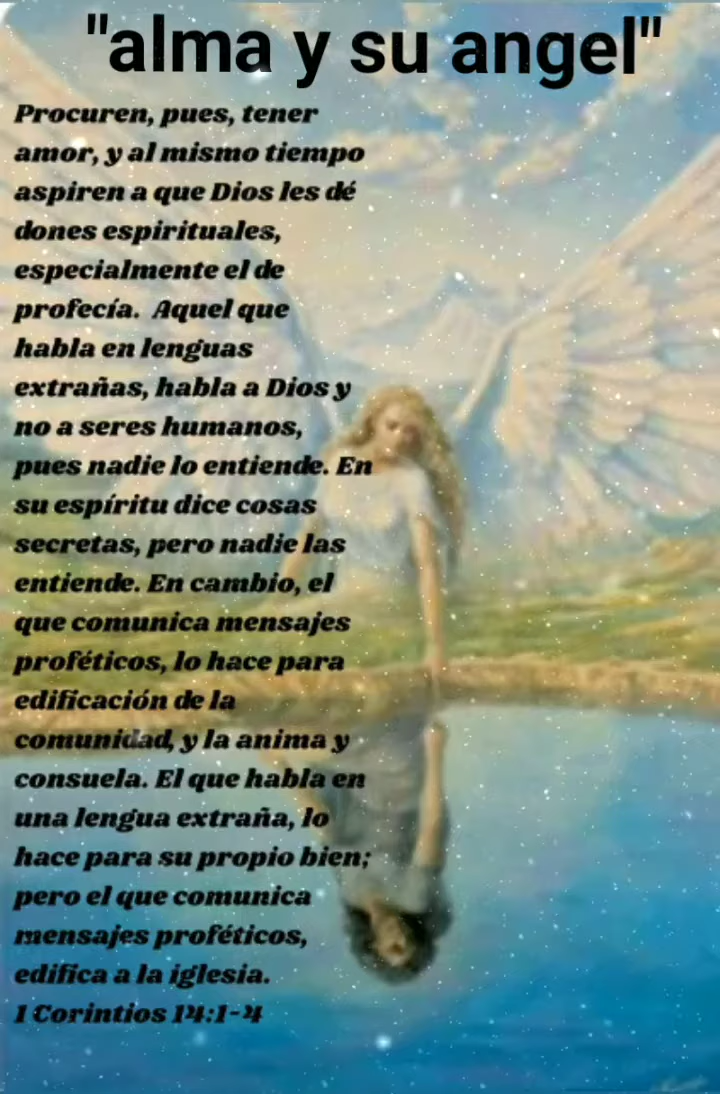 "alma y su angel"
Procuren, pues, tener
amor, y al mismo tiempo
aspiren a que Dios les dé
dones espirituales,
especialmente el de
profecía. Aquel que
habla en lenguas
extrañas, habla a Dios y
no a seres humanos,
pues nadie lo entiende. En
su espíritu dice cosas
secretas, pero nadie las
entiende. En cambio, el
que comunica mensajes
proféticos, lo hace para
edificación de la
comunidad, y la anima y
consuela. El que habla en
una lengua extraña, lo
hace para su propio bien;
pero el que comunica
mensajes proféticos,
edifica a la iglesia.
1 Corintios 14:1-4